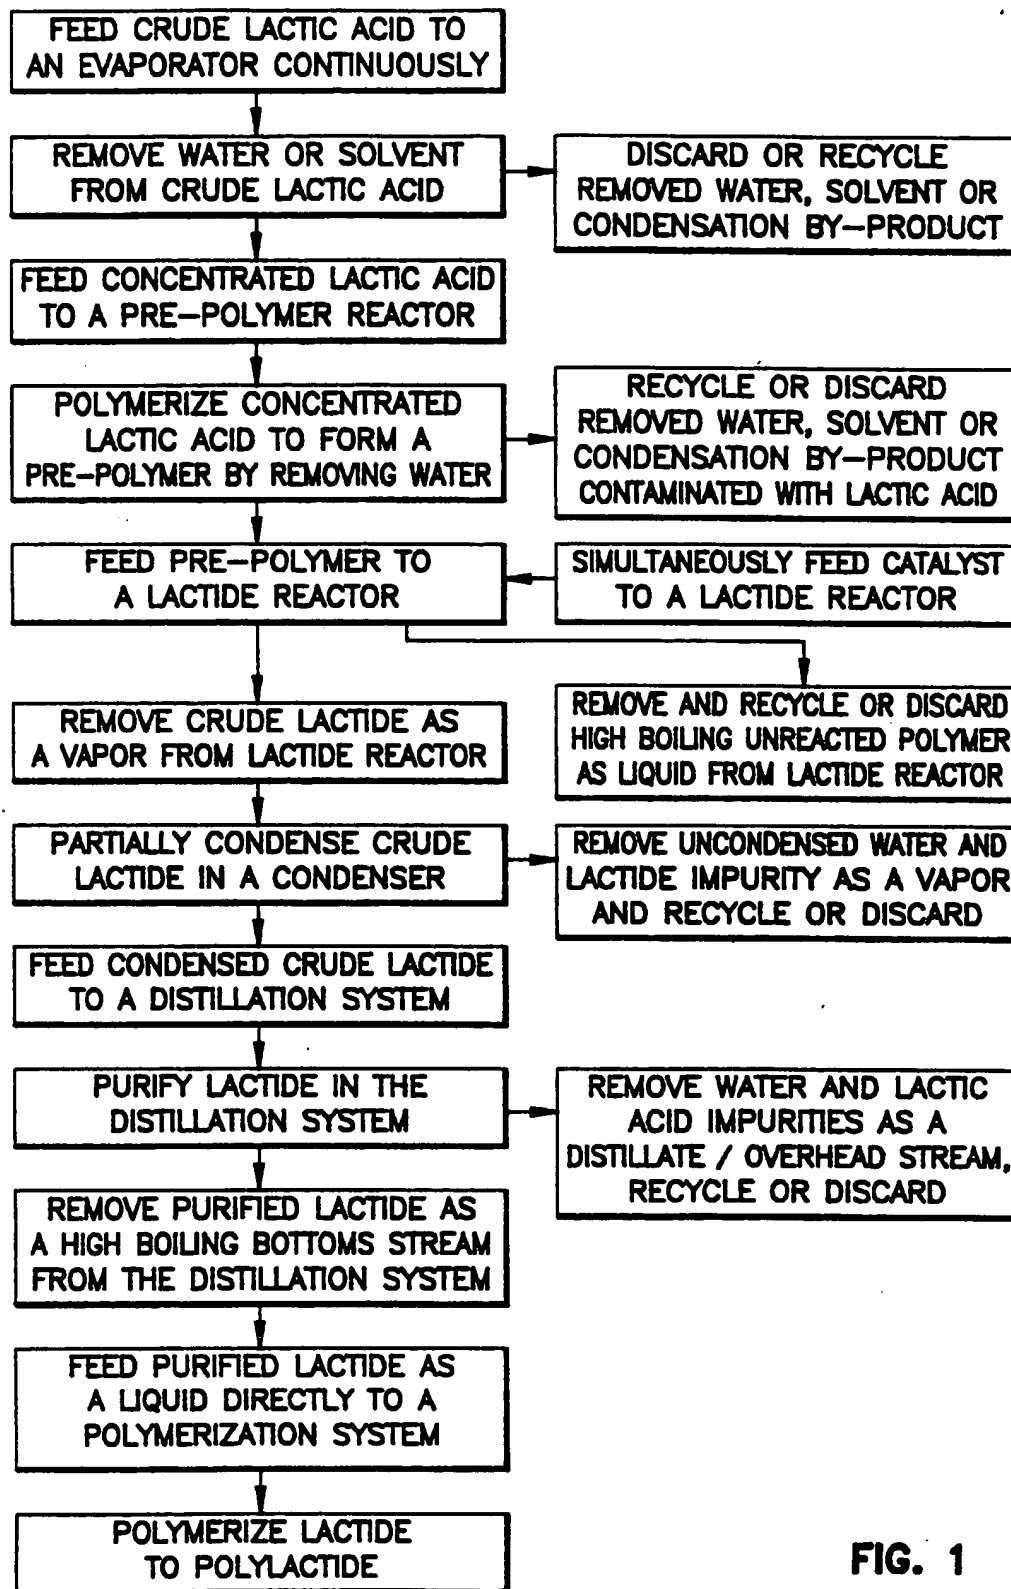 FEED CRUDE LACTIC ACID TO
AN EVAPORATOR CONTINUOUSLY
REMOVE WATER OR SOLVENT
FROM CRUDE LACTIC ACID
DISCARD OR RECYCLE
REMOVED WATER, SOLVENT OR
CONDENSATION BY-PRODUCT
FEED CONCENTRATED LACTIC ACID
TO A PRE-POLYMER REACTOR
POLYMERIZE CONCENTRATED
LACTIC ACID TO FORM A
PRE-POLYMER BY REMOVING WATER
RECYCLE OR DISCARD
REMOVED WATER, SOLVENT OR
CONDENSATION BY-PRODUCT
CONTAMINATED WITH LACTIC ACID
FEED PRE-POLYMER TO
A LACTIDE REACTOR
SIMULTANEOUSLY FEED CATALYST
TO A LACTIDE REACTOR
REMOVE CRUDE LACTIDE AS
A VAPOR FROM LACTIDE REACTOR
REMOVE AND RECYCLE OR DISCARD
HIGH BOILING UNREACTED POLYMER
AS LIQUID FROM LACTIDE REACTOR
PARTIALLY CONDENSE CRUDE
LACTIDE IN A CONDENSER
REMOVE UNCONDENSED WATER AND
LACTIDE IMPURITY AS A VAPOR
AND RECYCLE OR DISCARD
FEED CONDENSED CRUDE LACTIDE
TO A DISTILLATION SYSTEM
PURIFY LACTIDE IN THE
DISTILLATION SYSTEM
REMOVE WATER AND LACTIC
ACID IMPURITIES AS A
DISTILLATE / OVERHEAD STREAM,
RECYCLE OR DISCARD
REMOVE PURIFIED LACTIDE AS
A HIGH BOILING BOTTOMS STREAM
FROM THE DISTILLATION SYSTEM
FEED PURIFIED LACTIDE AS
A LIQUID DIRECTLY TO A
POLYMERIZATION SYSTEM
POLYMERIZE LACTIDE
TO POLYLACTIDE
FIG. 1